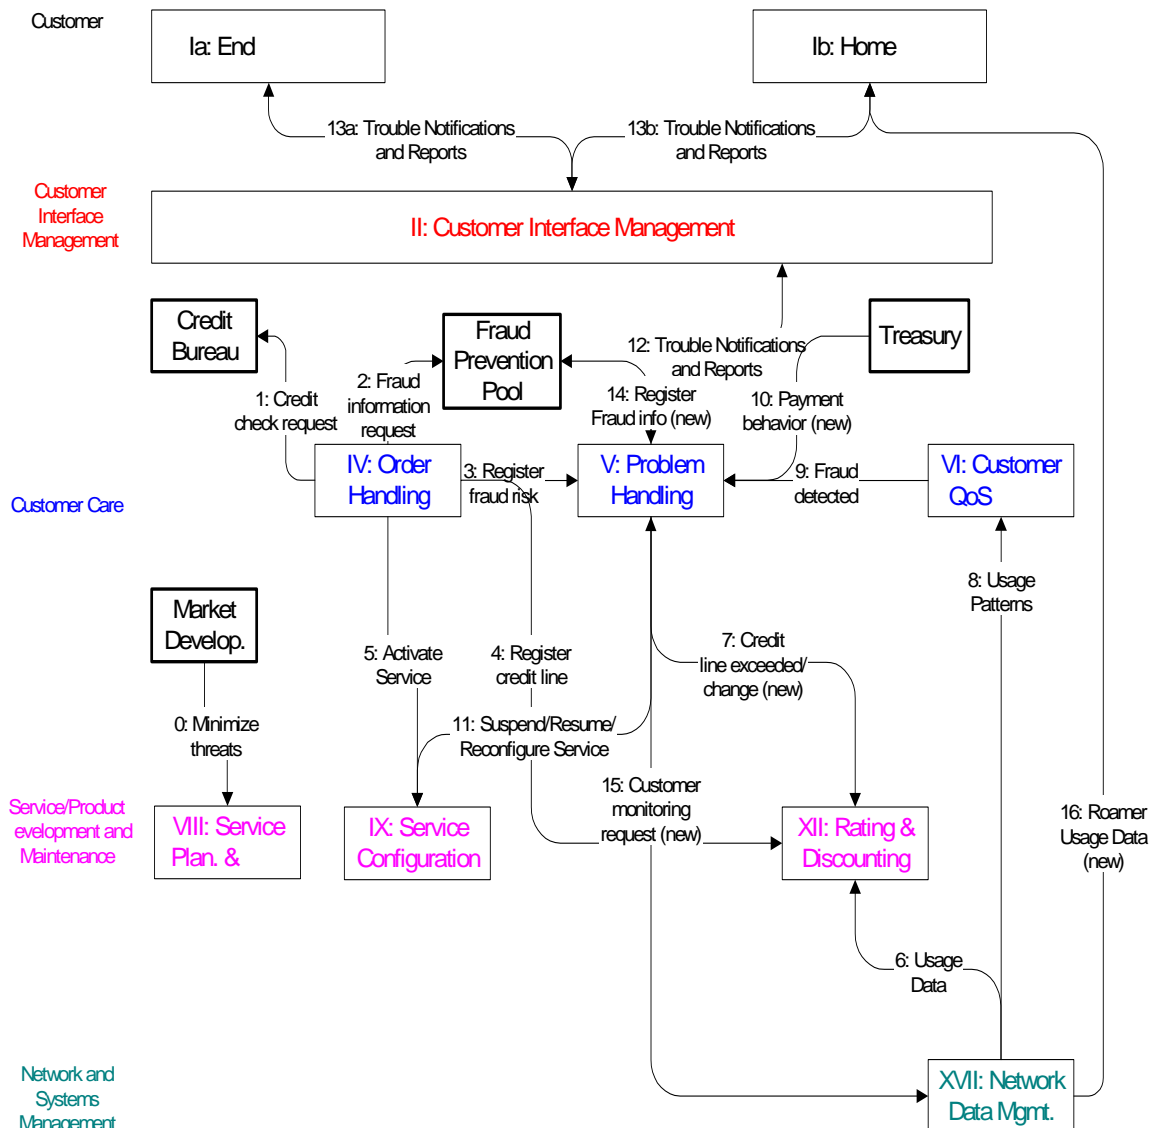 Customer
Ia: End
Ib: Home
13a: Trouble Notifications
and Reports
13b: Trouble Notifications
and Reports
Customer
Interface
Management
II: Customer Interface Management
Credit
Bureau
Fraud
Prevention
Pool
Treasury
12: Trouble Notifications
and Reports
1: Credit
check request
2: Fraud
information
request
14: Register
Fraud info (new)
10: Payment
behavior (new)
IV: Order
Handling
3: Register
fraud risk
V: Problem
Handling
9: Fraud
detected
VI: Customer
QoS
Customer Care
8: Usage
Patterns
Market
Develop.
5: Activate
Service
4: Register
credit line
7: Credit
line exceeded/
change (new)
0: Minimize
threats
11: Suspend/Resume/
Reconfigure Service
15: Customer
monitoring
request (new)
Service/Product
evelopment and
Maintenance
VIII: Service
Plan. &
IX: Service
Configuration
XII: Rating &
Discounting
16: Roamer
Usage Data
(new)
6: Usage
Data
Network and
Systems
Management
XVII: Network
Data Mgmt.